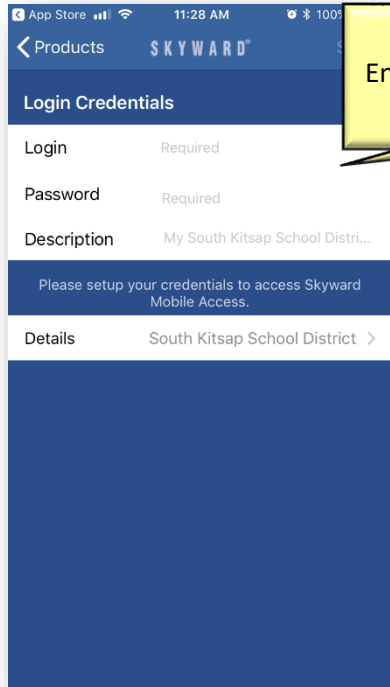 App Store 11:28 AM 100%
Products SKYWARD
Login Credentials
Login Required
Password Required
Description My South Kitsap School Distri...
Please setup your credentials to access Skyward
Mobile Access.
Details South Kitsap School District